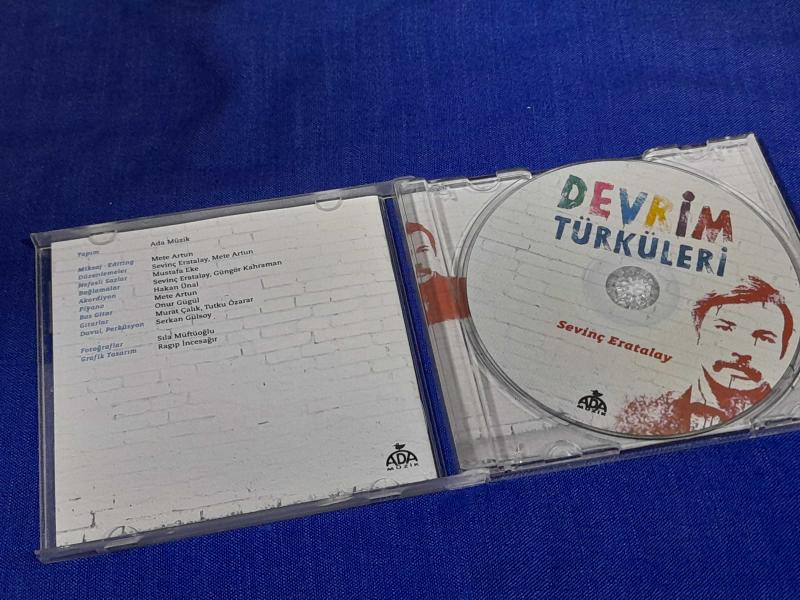 Yapım Ada Müzik
Miksaj - Editing Mete Artun
Düzenlemeler Sevinç Eratalay, Mete Artun
Nefesli Sazlar Mustafa Eke
Bağlamalar Sevinç Eratalay, Güngör Kahraman
Akordiyon Hakan Ünal
Piyano Mete Artun
Bas Gitar Onur Gügül
Gitarlar Murat Çalık, Tutku Özarar
Davul, Perküsyon Serkan Gülsoy
Fotoğraflar Sıla Müftüoğlu
Grafik Tasarım Ragıp İncesağır
ADA
MÜZİK
DEVRİM
TÜRKÜLERİ
Sevinç Eratalay
ADA
MÜZİK